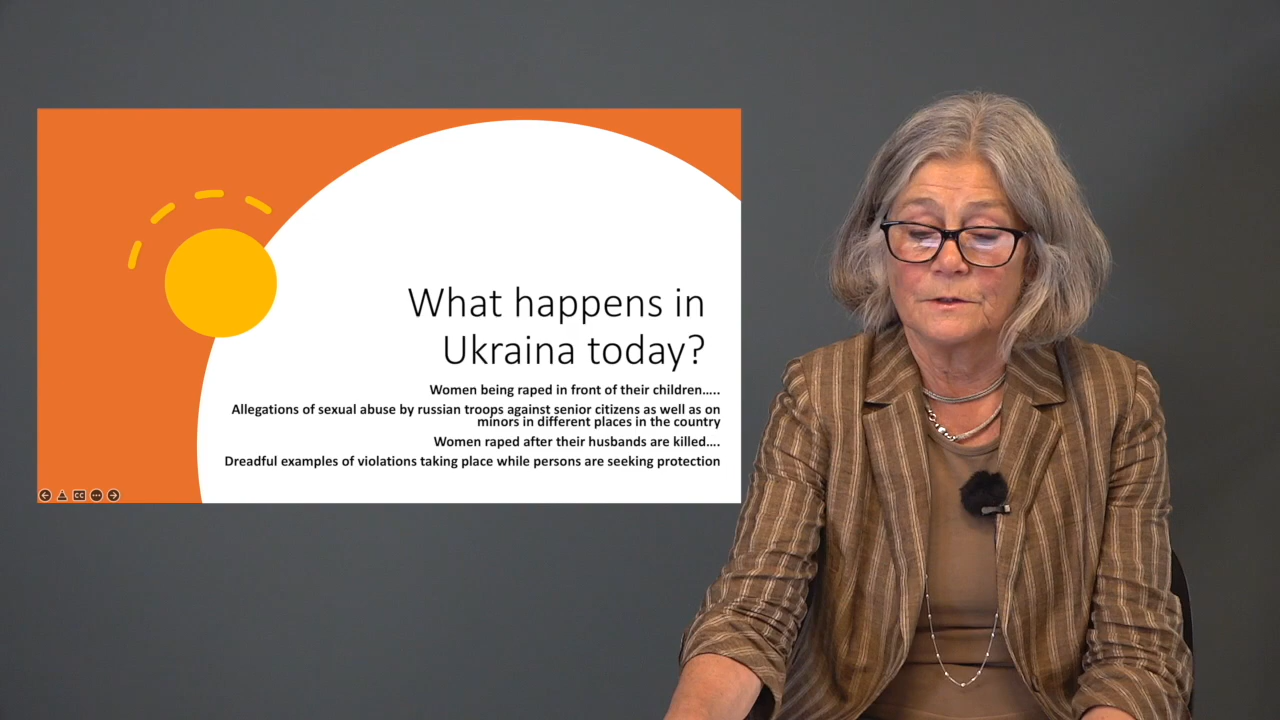 What happens in
Ukraina today?
Women being raped in front of their children.....
Allegations of sexual abuse by russian troops against senior citizens as well as on
minors in different places in the country
Women raped after their husbands are killed....
Dreadful examples of violations taking place while persons are seeking protection
CC